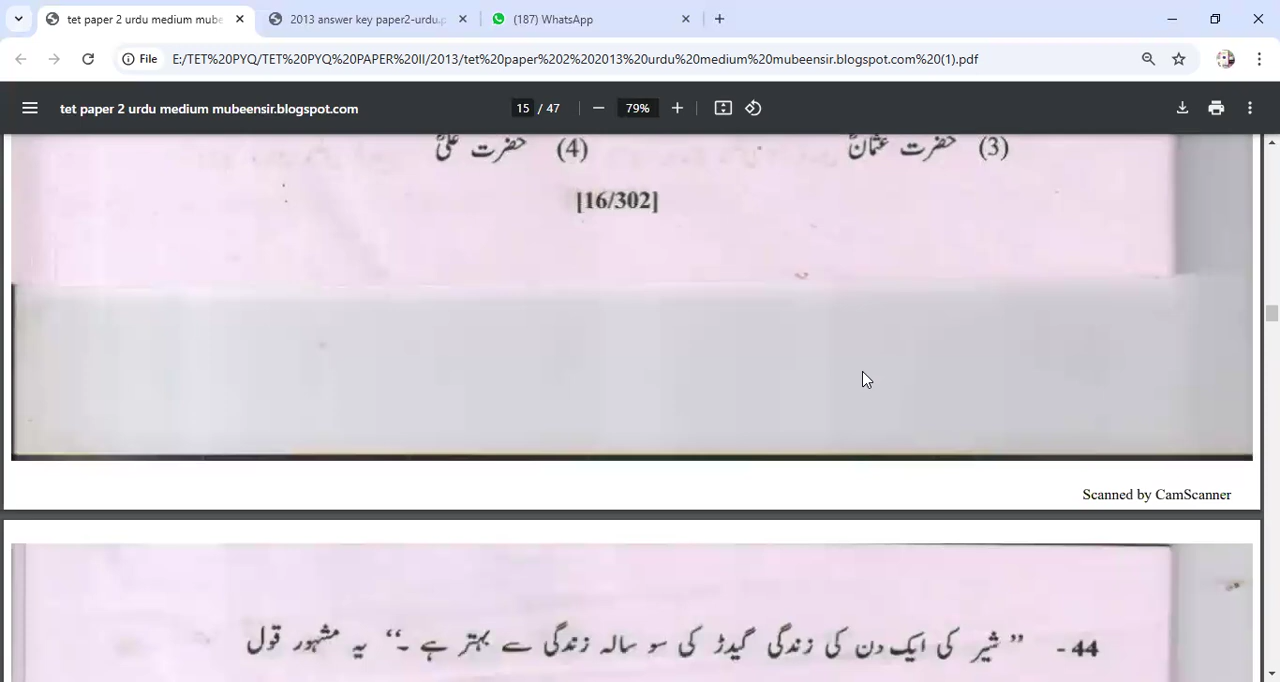 tet paper 2 urdu medium mube
2013 answer key paper2-urdu.p
(187) WhatsApp
File
E:/TET%20PYQ/TET%20PYQ%20PAPER%20II/2013/tet%20paper%202%202013%20urdu%20medium%20mubeensir.blogspot.com%20(1).pdf
tet paper 2 urdu medium mubeensir.blogspot.com
15 / 47
79%
(3) حضرت عثمانؓ (4) حضرت علیؓ
[16/302]
Scanned by CamScanner
44 - ”شیر کی ایک دن کی زندگی گیدڑ کی سو سالہ زندگی سے بہتر ہے ۔“ یہ مشہور قول